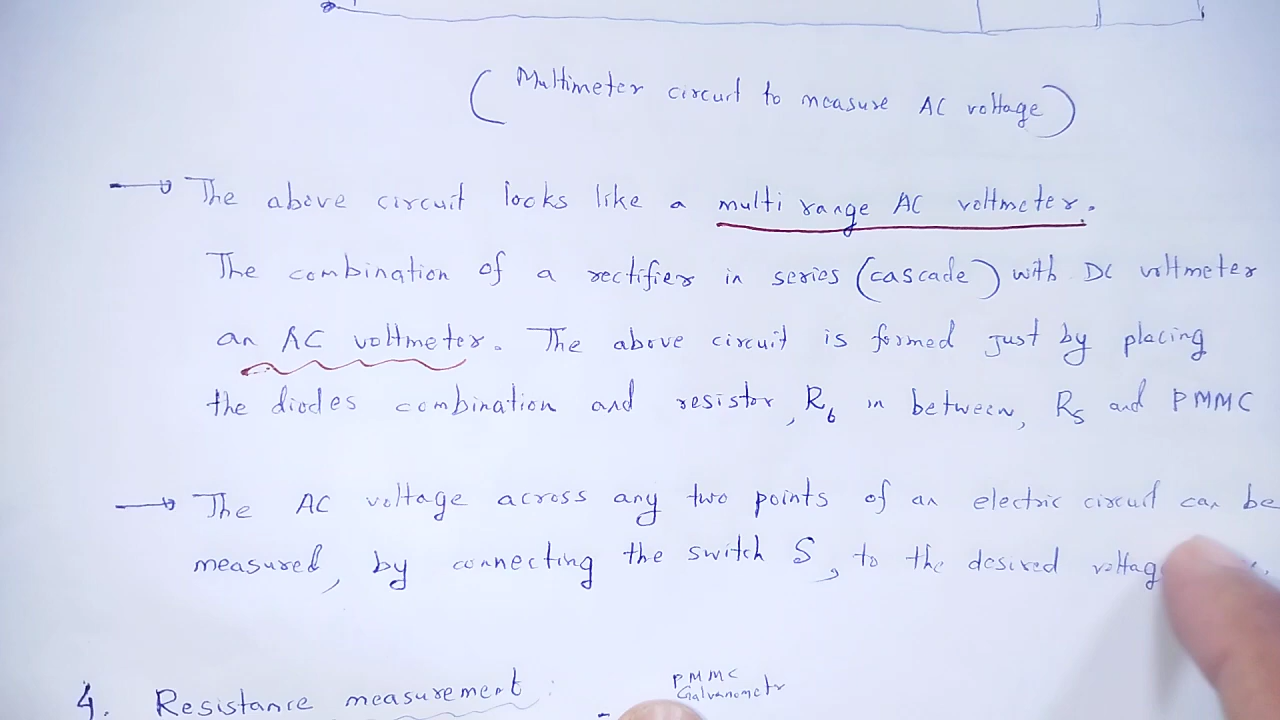 (Multimeter circuit to measure AC voltage)
→ The above circuit looks like a multi range AC voltmeter.
The combination of a rectifier in series (cascade) with DC voltmeter
an AC voltmeter. The above circuit is formed just by placing
the diodes combination and resistor, R6 in between, R5 and PMMC
→ The AC voltage across any two points of an electric circuit can be
measured, by connecting the switch S, to the desired voltag
4. Resistance measurement :
PMMC
Galvanometr